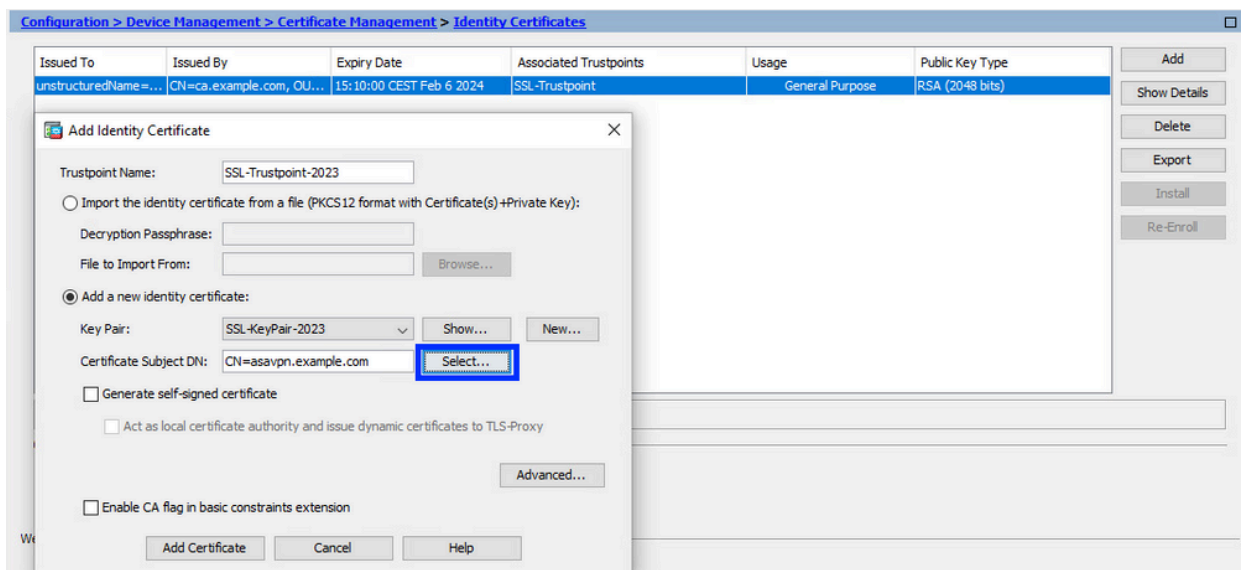 Configuration > Device Management > Certificate Management > Identity Certificates
Issued To Issued By Expiry Date Associated Trustpoints Usage Public Key Type
unstructuredName=... CN=ca.example.com, OU... 15:10:00 CEST Feb 6 2024 SSL-Trustpoint General Purpose RSA (2048 bits)
Add
Show Details
Delete
Export
Install
Re-Enroll
Add Identity Certificate
Trustpoint Name: SSL-Trustpoint-2023
Import the identity certificate from a file (PKCS12 format with Certificate(s)+Private Key):
Decryption Passphrase:
File to Import From: Browse...
Add a new identity certificate:
Key Pair: SSL-KeyPair-2023 Show... New...
Certificate Subject DN: CN=asavpn.example.com Select...
Generate self-signed certificate
Act as local certificate authority and issue dynamic certificates to TLS-Proxy
Advanced...
Enable CA flag in basic constraints extension
Add Certificate Cancel Help